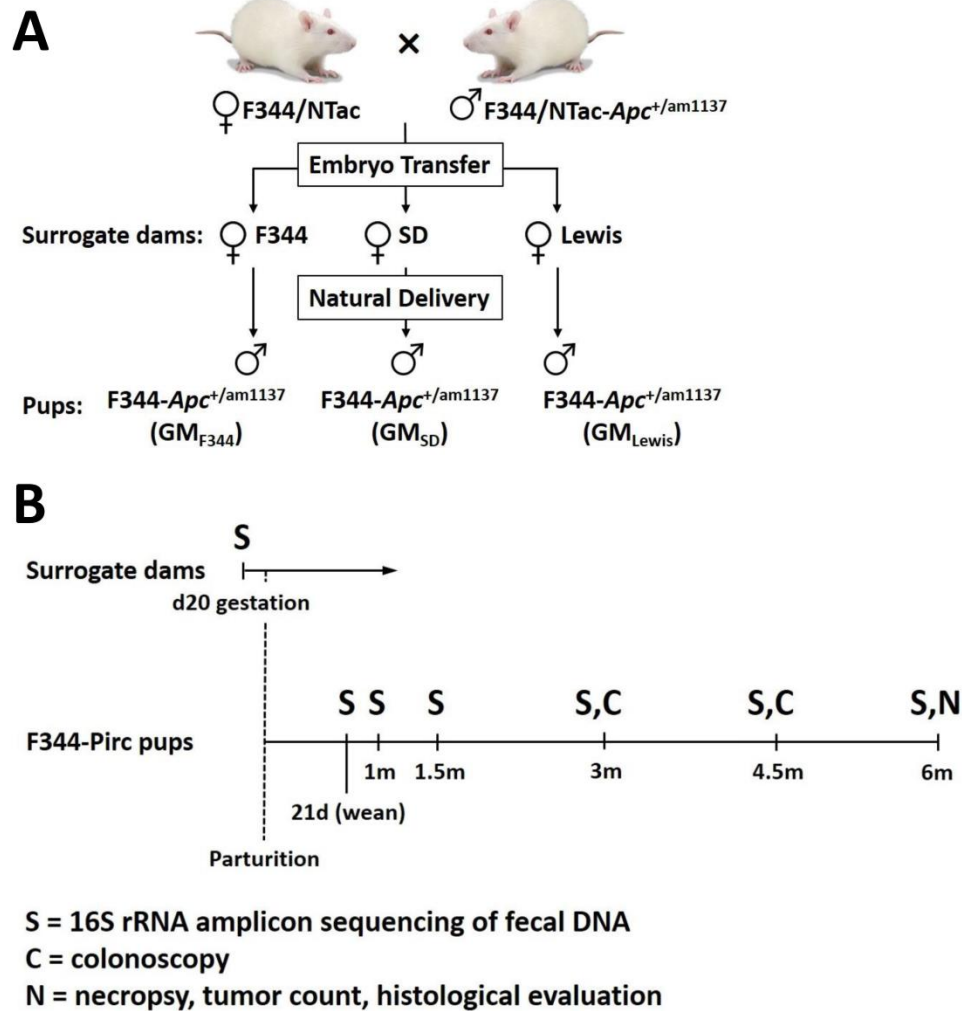 A
×
♀F344/NTac ♂F344/NTac-Apc+/am1137
Embryo Transfer
Surrogate dams: ♀ F344 ♀ SD ♀ Lewis
Natural Delivery
♂ ♂ ♂
Pups: F344-Apc+/am1137 F344-Apc+/am1137 F344-Apc+/am1137
(GMF344) (GMSD) (GMLewis)
B
S
Surrogate dams
d20 gestation
S S S S,C S,C S,N
F344-Pirc pups
1m 1.5m 3m 4.5m 6m
21d (wean)
Parturition
S = 16S rRNA amplicon sequencing of fecal DNA
C = colonoscopy
N = necropsy, tumor count, histological evaluation